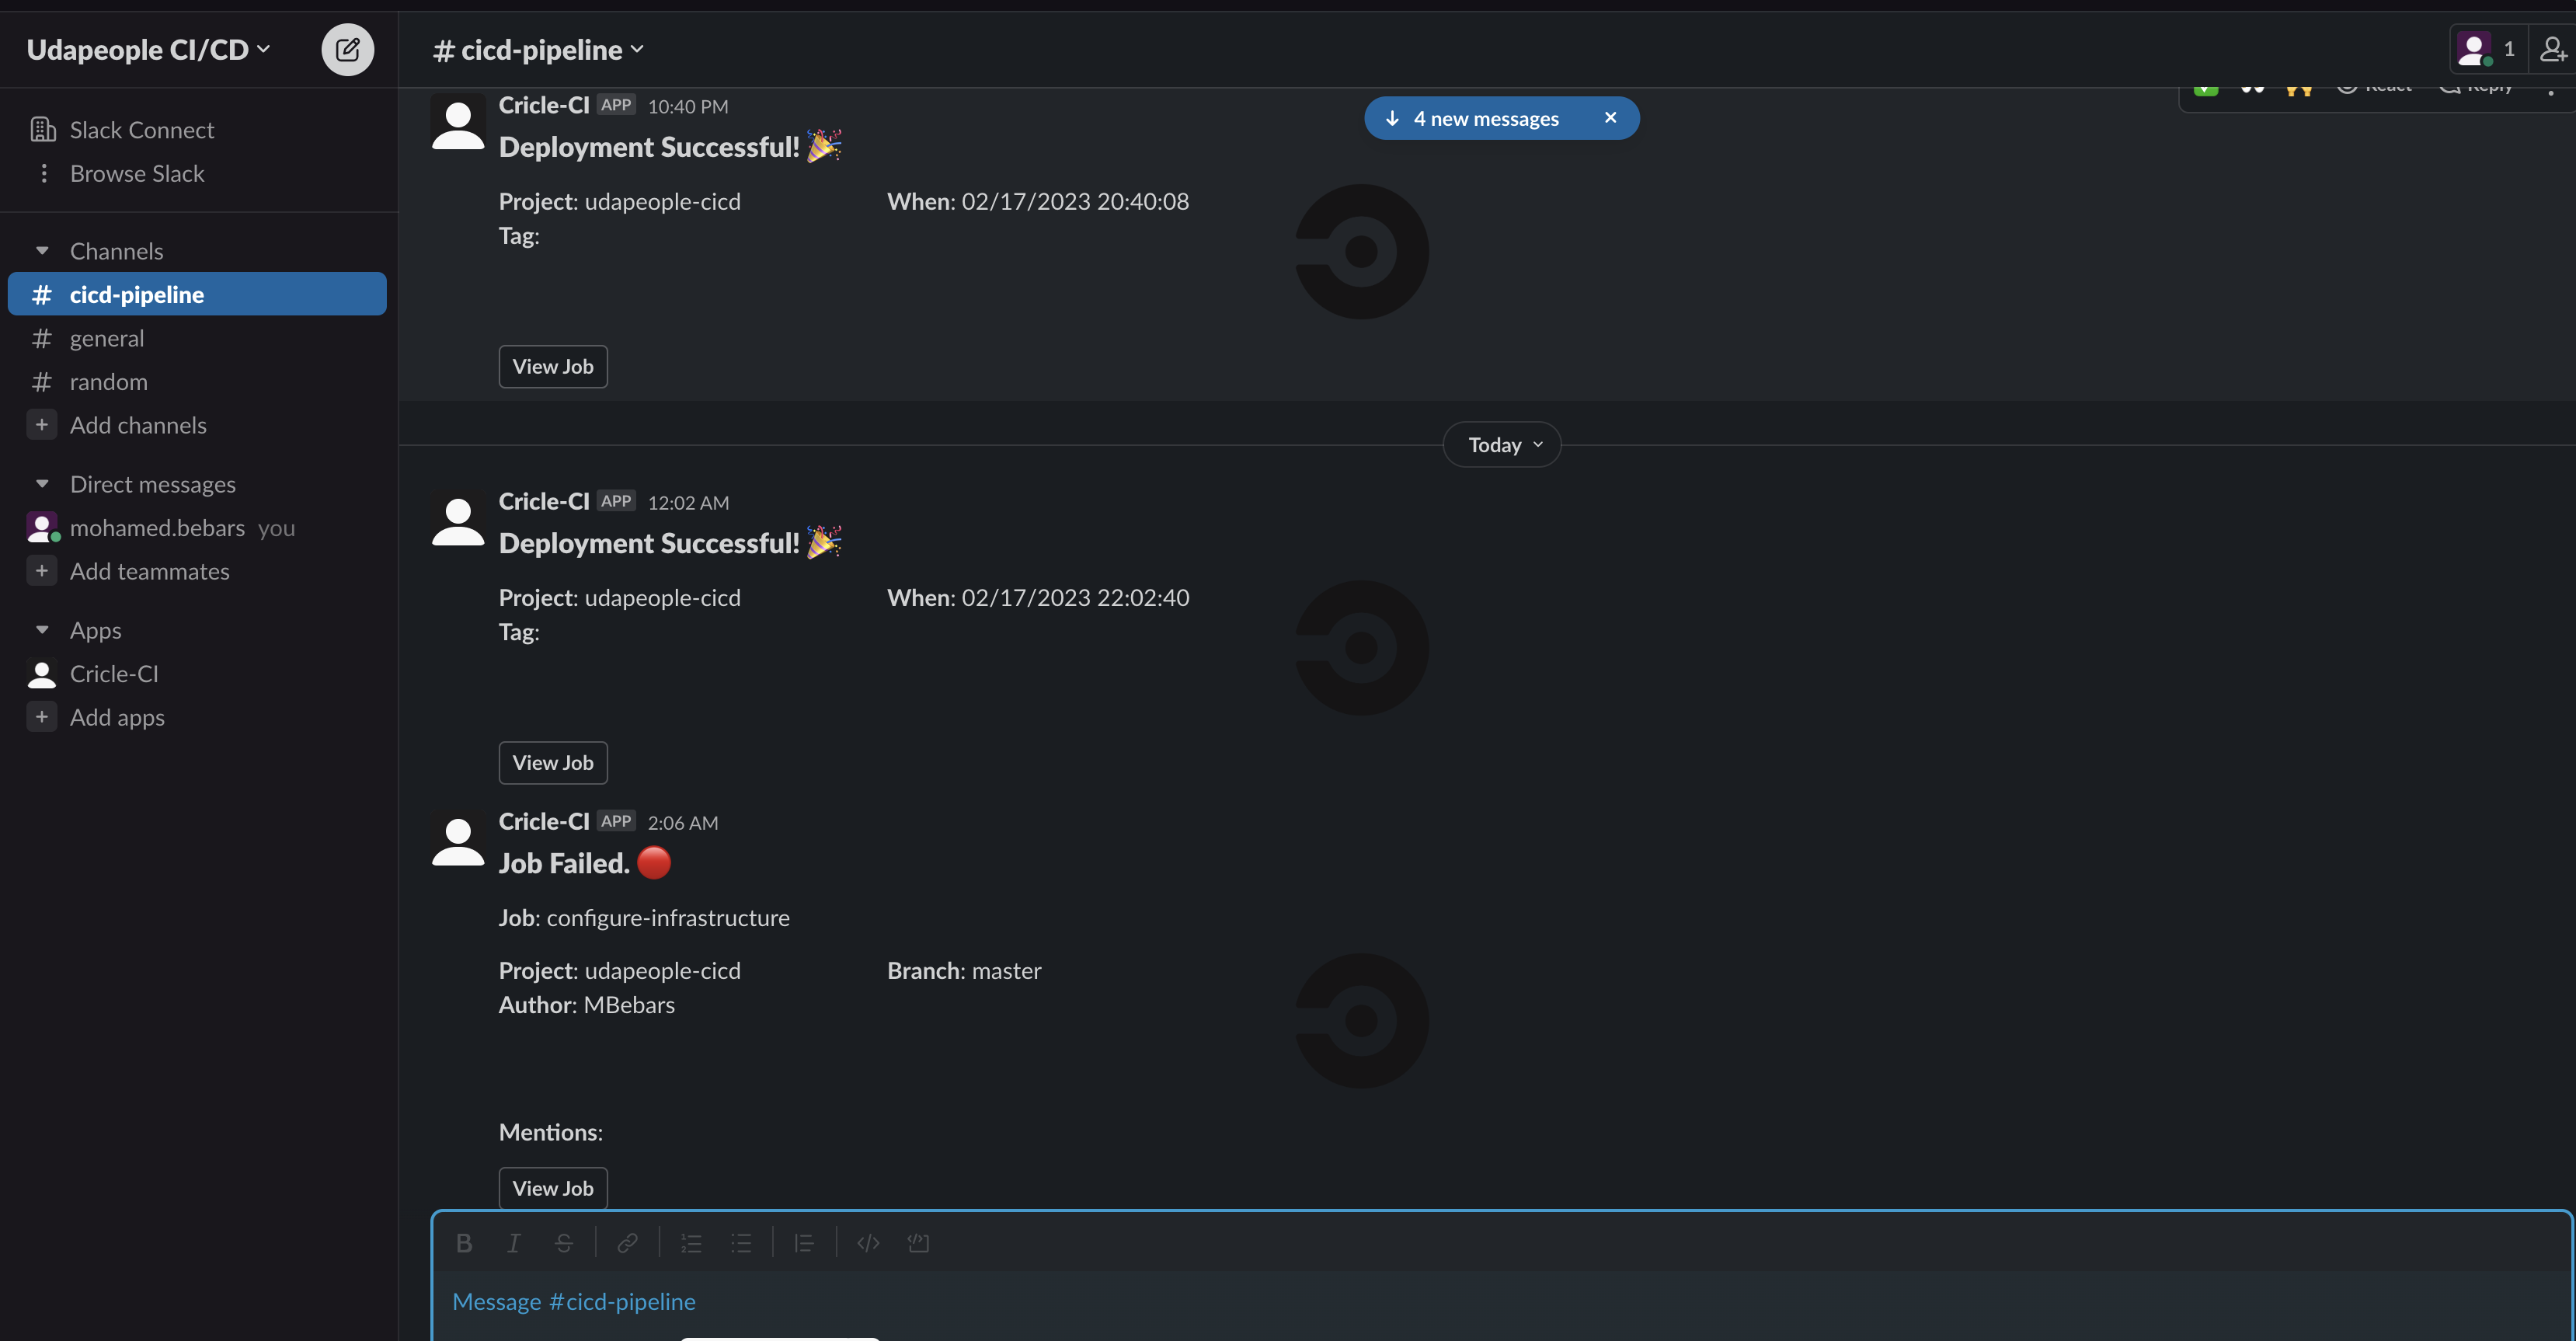 Udapeople CI/CD
# cicd-pipeline
1
Slack Connect
Browse Slack
Channels
# cicd-pipeline
# general
# random
+ Add channels
Direct messages
mohamed.bebars you
+ Add teammates
Apps
Cricle-CI
+ Add apps
React Reply
4 new messages
Cricle-CI APP 10:40 PM
Deployment Successful! 🎉
Project: udapeople-cicd When: 02/17/2023 20:40:08
Tag:
View Job
Today
Cricle-CI APP 12:02 AM
Deployment Successful! 🎉
Project: udapeople-cicd When: 02/17/2023 22:02:40
Tag:
View Job
Cricle-CI APP 2:06 AM
Job Failed. 🔴
Job: configure-infrastructure
Project: udapeople-cicd Branch: master
Author: MBebars
Mentions:
View Job
Message #cicd-pipeline